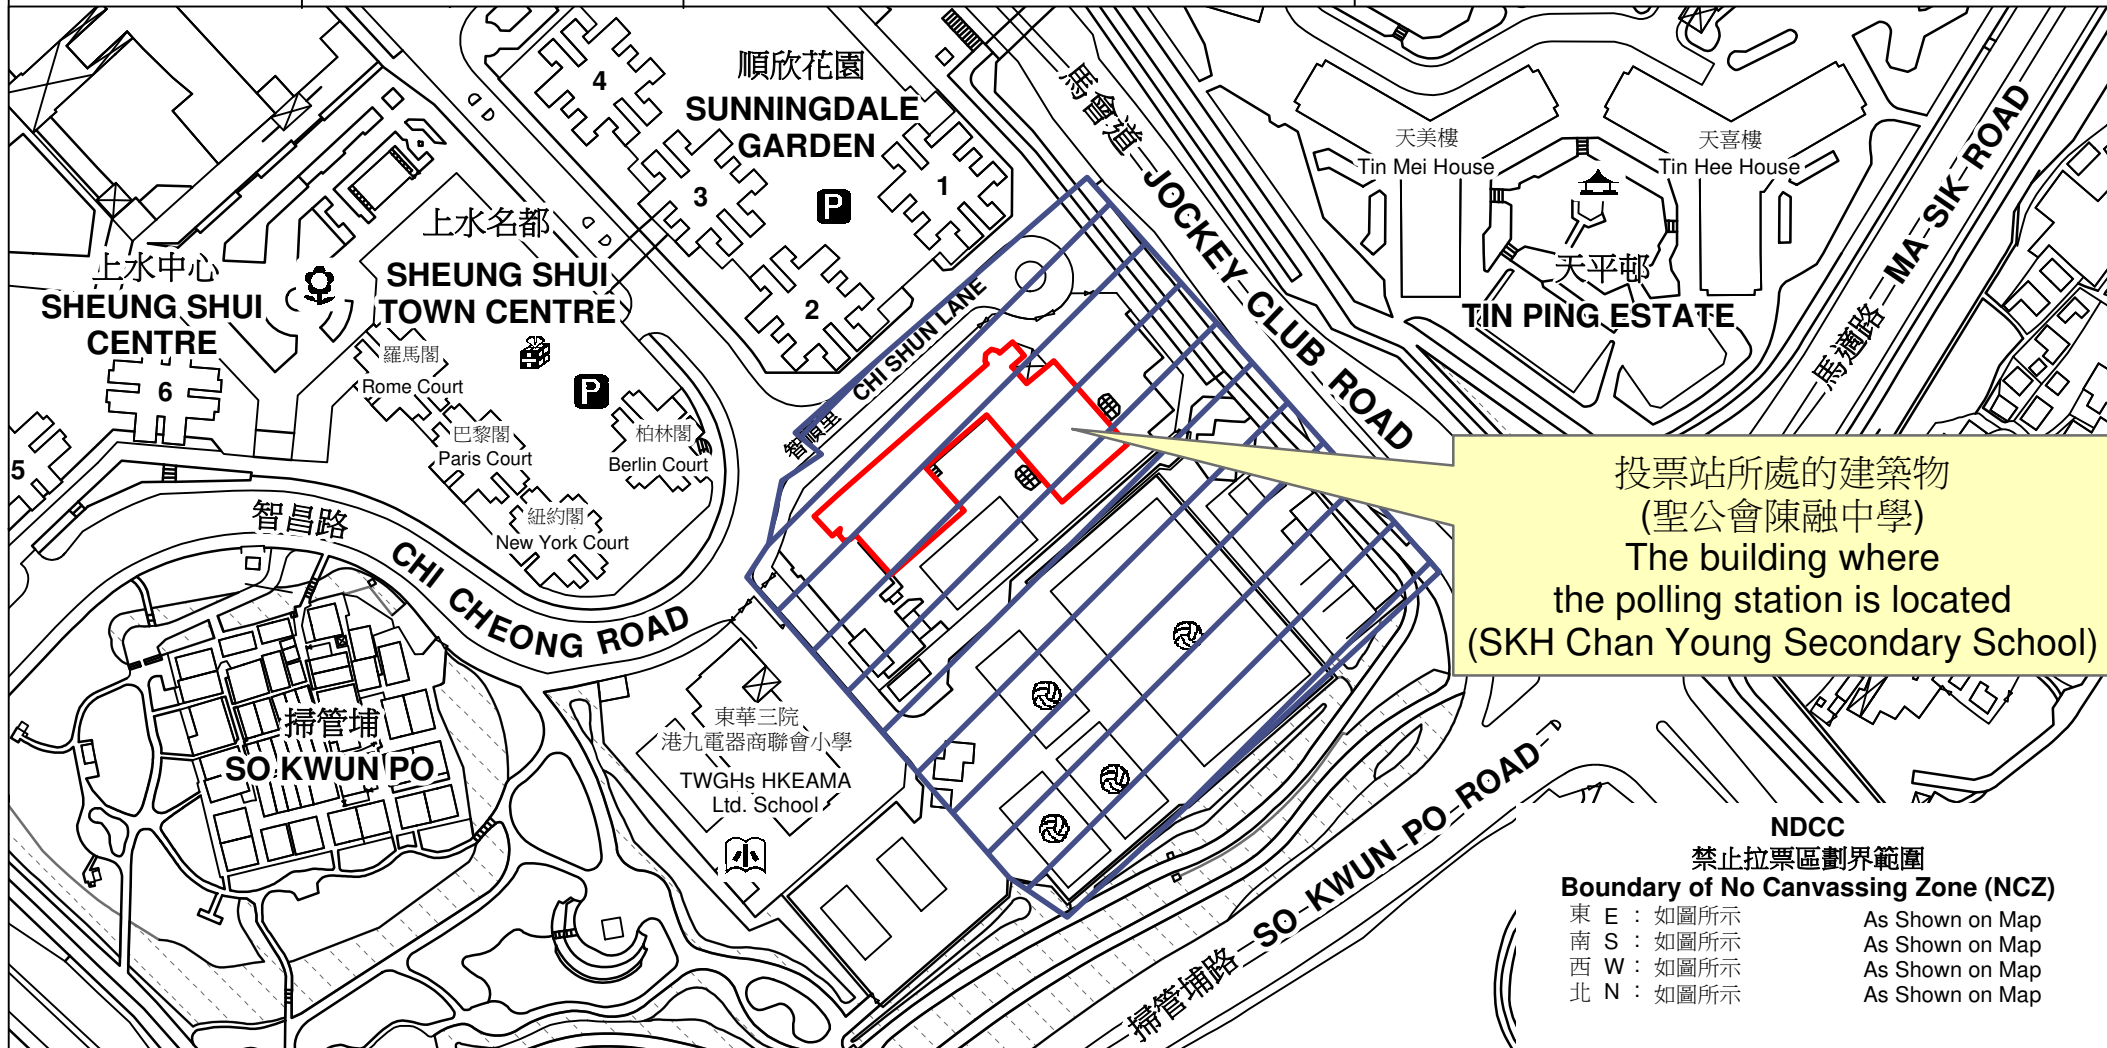 順欣花園
SUNNINGDALE
GARDEN
4
3
2
1
P
上水名都
SHEUNG SHUI
TOWN CENTRE
上水中心
SHEUNG SHUI
CENTRE
6
5
羅馬閣
Rome Court
巴黎閣
Paris Court
紐約閣
New York Court
柏林閣
Berlin Court
P
智昌路 CHI CHEONG ROAD
智順里 CHI SHUN LANE
馬會道 JOCKEY CLUB ROAD
天美樓
Tin Mei House
天喜樓
Tin Hee House
天平邨
TIN PING ESTATE
馬適路 MA SIK ROAD
掃管埔
SO KWUN PO
東華三院
港九電器商聯會小學
TWGHs HKEAMA
Ltd. School
小
掃管埔路 SO KWUN PO ROAD
投票站所處的建築物
(聖公會陳融中學)
The building where
the polling station is located
(SKH Chan Young Secondary School)
NDCC
禁止拉票區劃界範圍
Boundary of No Canvassing Zone (NCZ)
東 E : 如圖所示 As Shown on Map
南 S : 如圖所示 As Shown on Map
西 W : 如圖所示 As Shown on Map
北 N : 如圖所示 As Shown on Map